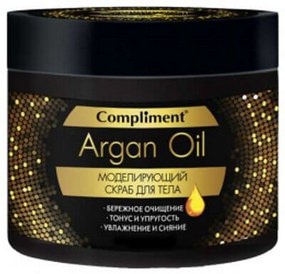 Compliment®
Argan Oil
МОДЕЛИРУЮЩИЙ
СКРАБ ДЛЯ ТЕЛА
• БЕРЕЖНОЕ ОЧИЩЕНИЕ
• ТОНУС И УПРУГОСТЬ
• УВЛАЖНЕНИЕ И СИЯНИЕ